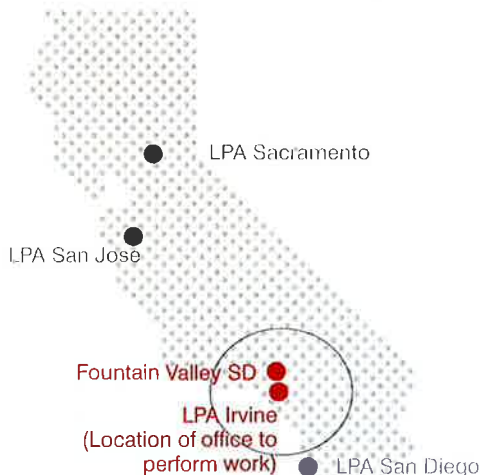 LPA Sacramento
LPA San Jose
Fountain Valley SD
LPA Irvine
(Location of office to
perform work)
LPA San Diego